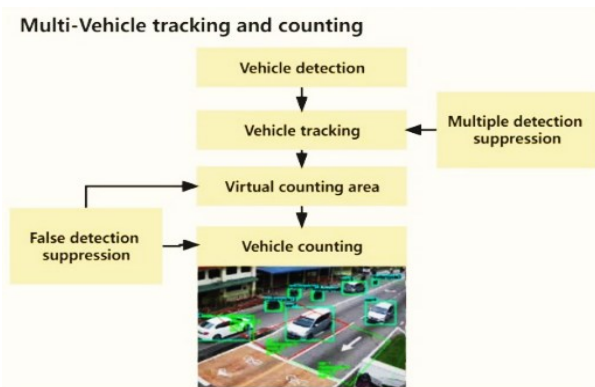 Multi-Vehicle tracking and counting
Vehicle detection
Vehicle tracking
Multiple detection
suppression
Virtual counting area
False detection
suppression
Vehicle counting